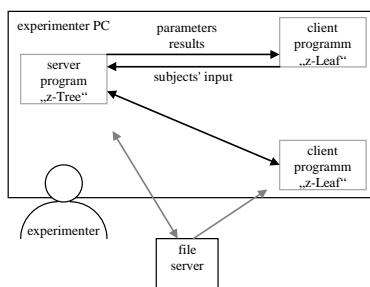 experimenter PC
parameters
results
client
programm
„z-Leaf“
server
program
„z-Tree“
subjects' input
client
programm
„z-Leaf“
experimenter
file
server